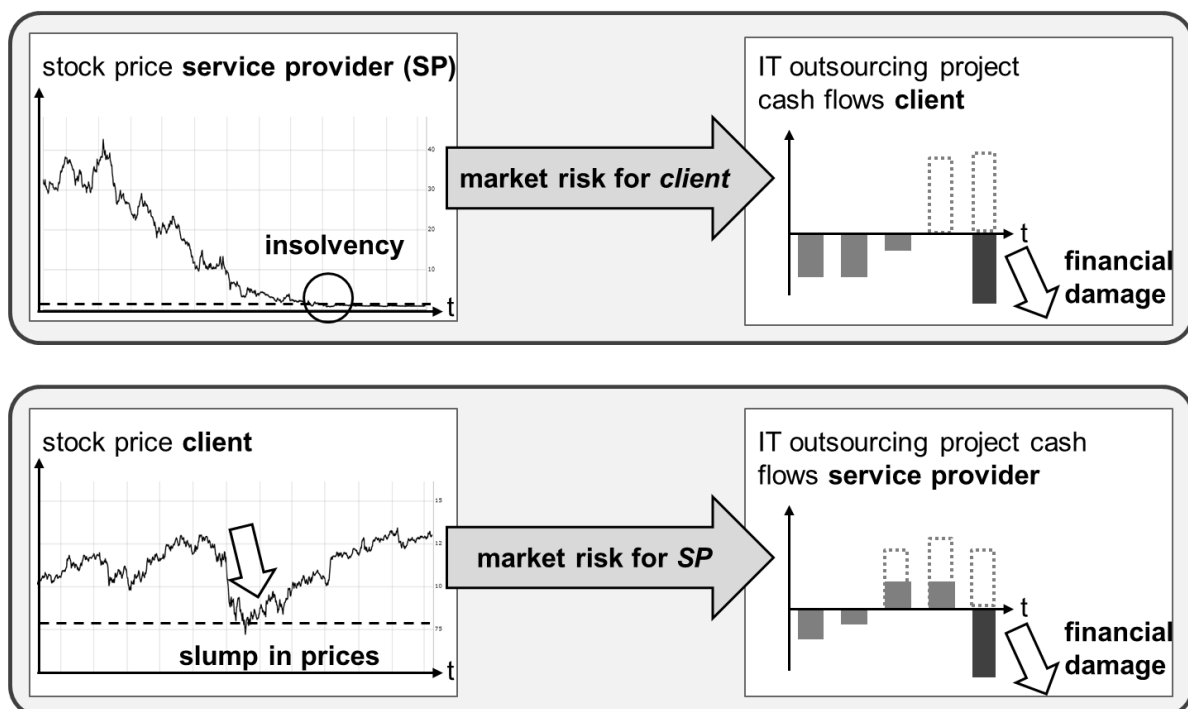 stock price service provider (SP)
40
30
20
insolvency
10
t
market risk for client
IT outsourcing project
cash flows client
t
financial
damage
stock price client
15
12
10
75
slump in prices
t
market risk for SP
IT outsourcing project cash
flows service provider
t
financial
damage